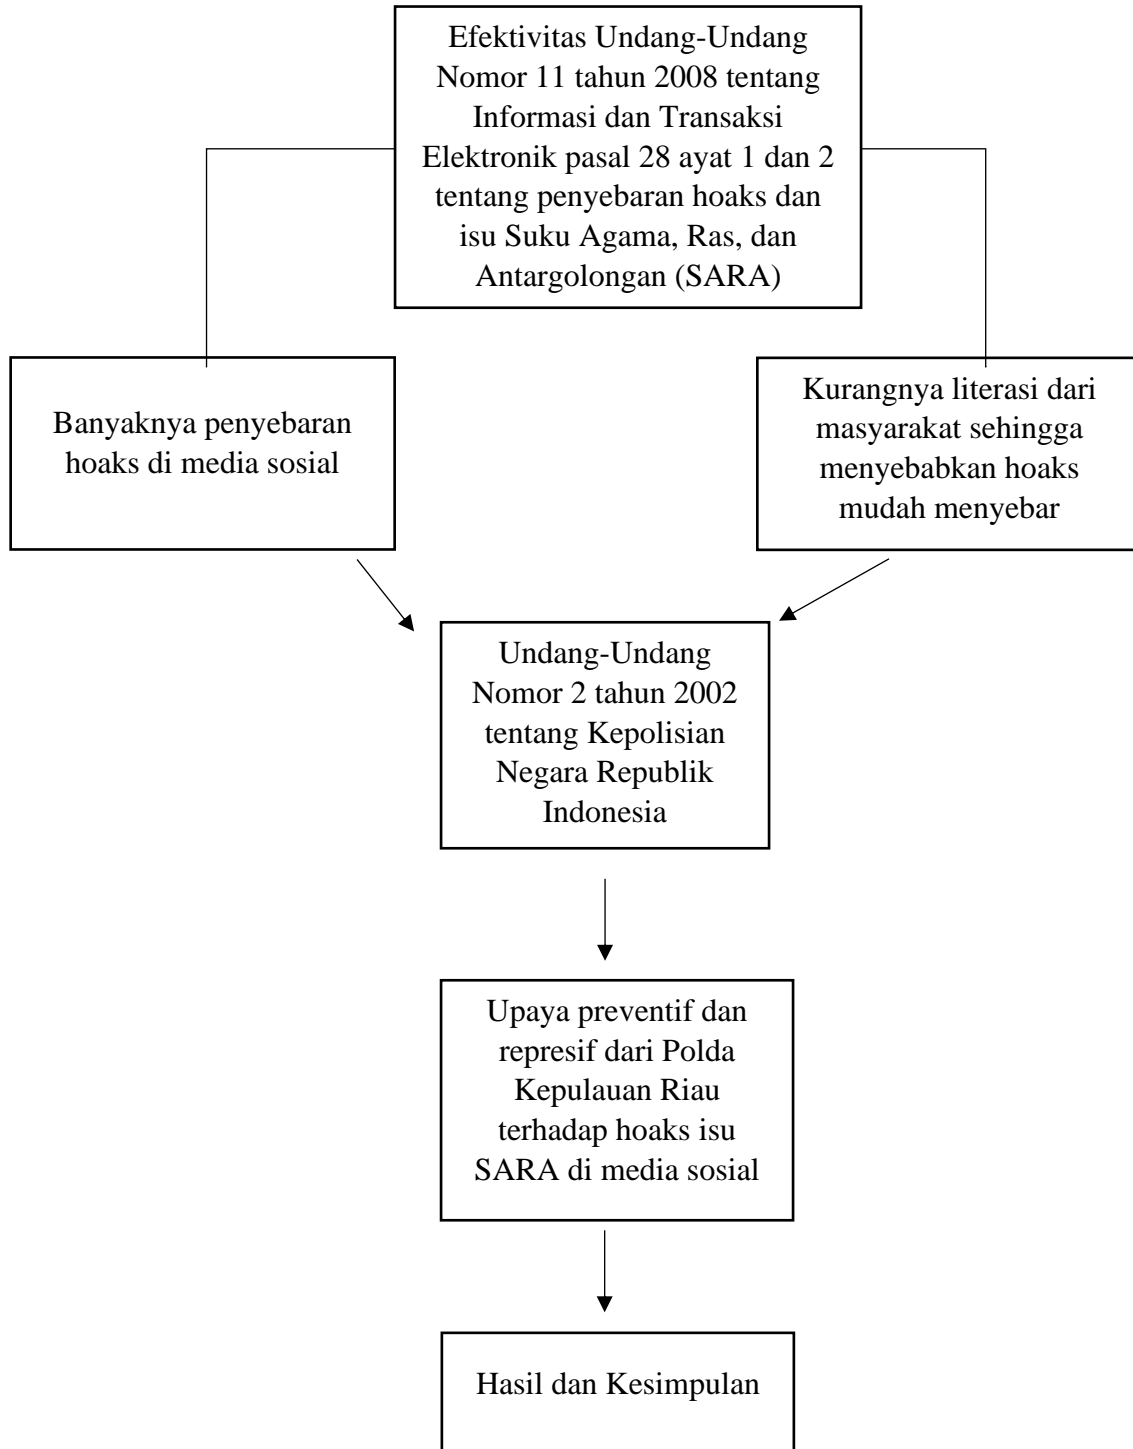 Efektivitas Undang-Undang
Nomor 11 tahun 2008 tentang
Informasi dan Transaksi
Elektronik pasal 28 ayat 1 dan 2
tentang penyebaran hoaks dan
isu Suku Agama, Ras, dan
Antargolongan (SARA)
Banyaknya penyebaran
hoaks di media sosial
Kurangnya literasi dari
masyarakat sehingga
menyebabkan hoaks
mudah menyebar
Undang-Undang
Nomor 2 tahun 2002
tentang Kepolisian
Negara Republik
Indonesia
Upaya preventif dan
represif dari Polda
Kepulauan Riau
terhadap hoaks isu
SARA di media sosial
Hasil dan Kesimpulan